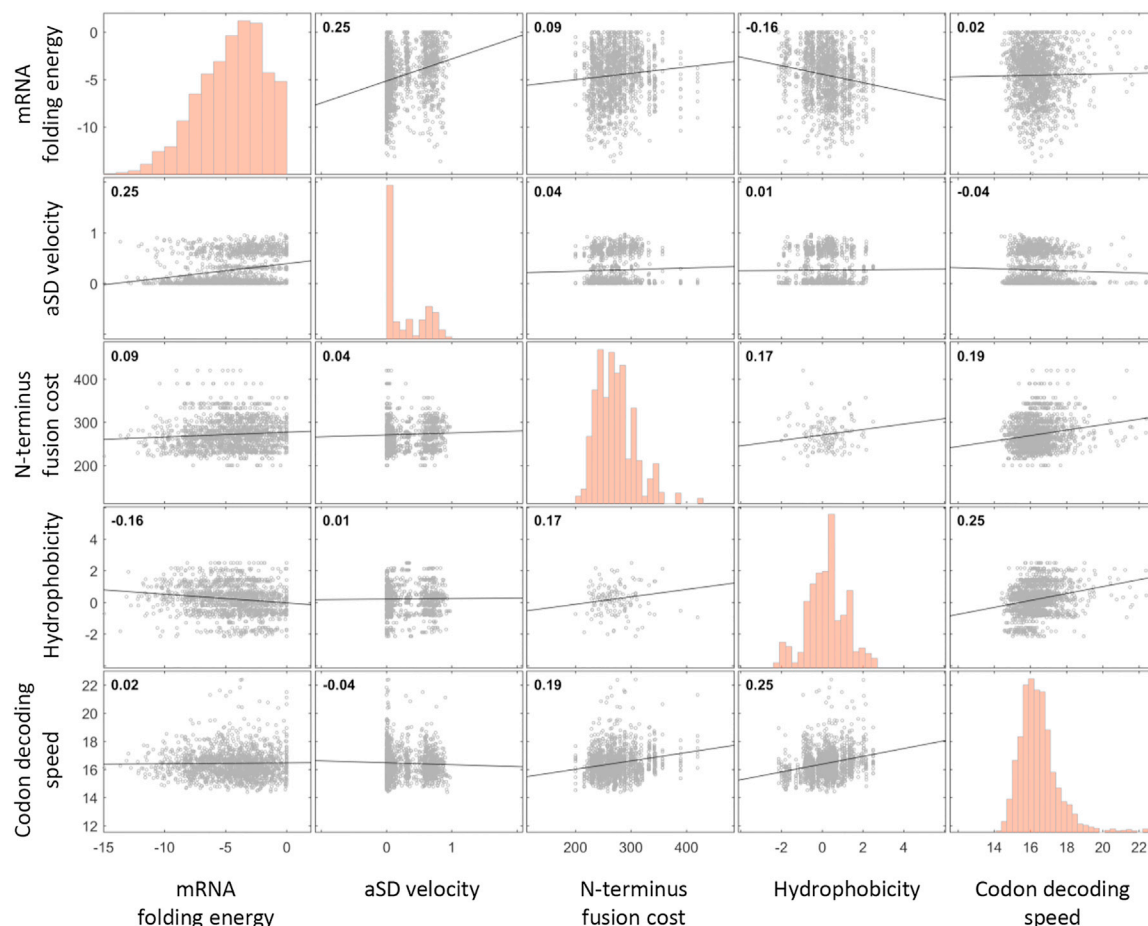 mRNA
folding energy
0
-5
-10
0.25
0.09
-0.16
0.02
aSD velocity
1
0
0.25
0.04
0.01
-0.04
N-terminus
fusion cost
400
300
200
0.09
0.04
0.17
0.19
Hydrophobicity
4
2
0
-2
-0.16
0.01
0.17
0.25
Codon decoding
speed
22
20
18
16
14
12
0.02
-0.04
0.19
0.25
-15 -10 -5 0
0 1
200 300 400
-2 0 2 4
14 16 18 20 22
mRNA
folding energy
aSD velocity
N-terminus
fusion cost
Hydrophobicity
Codon decoding
speed